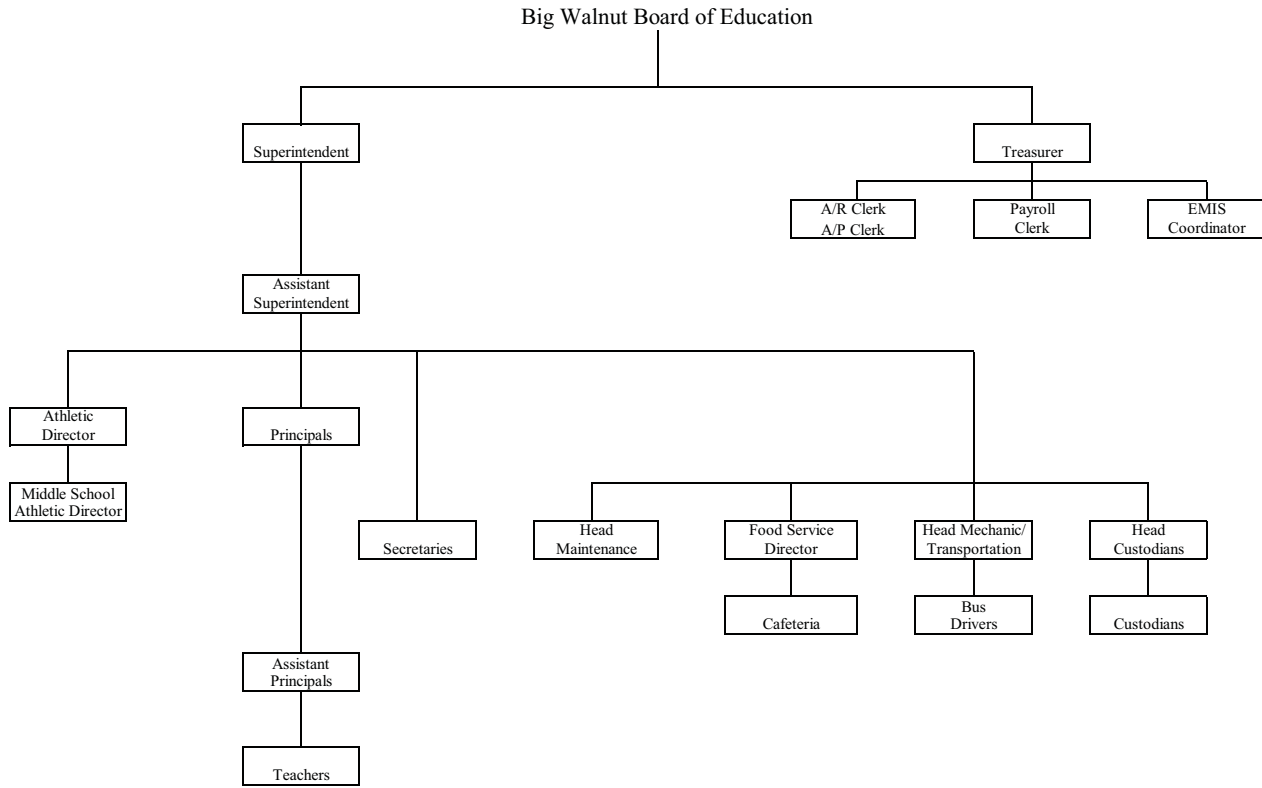 Big Walnut Board of Education
Superintendent
Treasurer
A/R Clerk
A/P Clerk
Payroll
Clerk
EMIS
Coordinator
Assistant
Superintendent
Athletic
Director
Principals
Middle School
Athletic Director
Secretaries
Head
Maintenance
Food Service
Director
Head Mechanic/
Transportation
Head
Custodians
Cafeteria
Bus
Drivers
Custodians
Assistant
Principals
Teachers